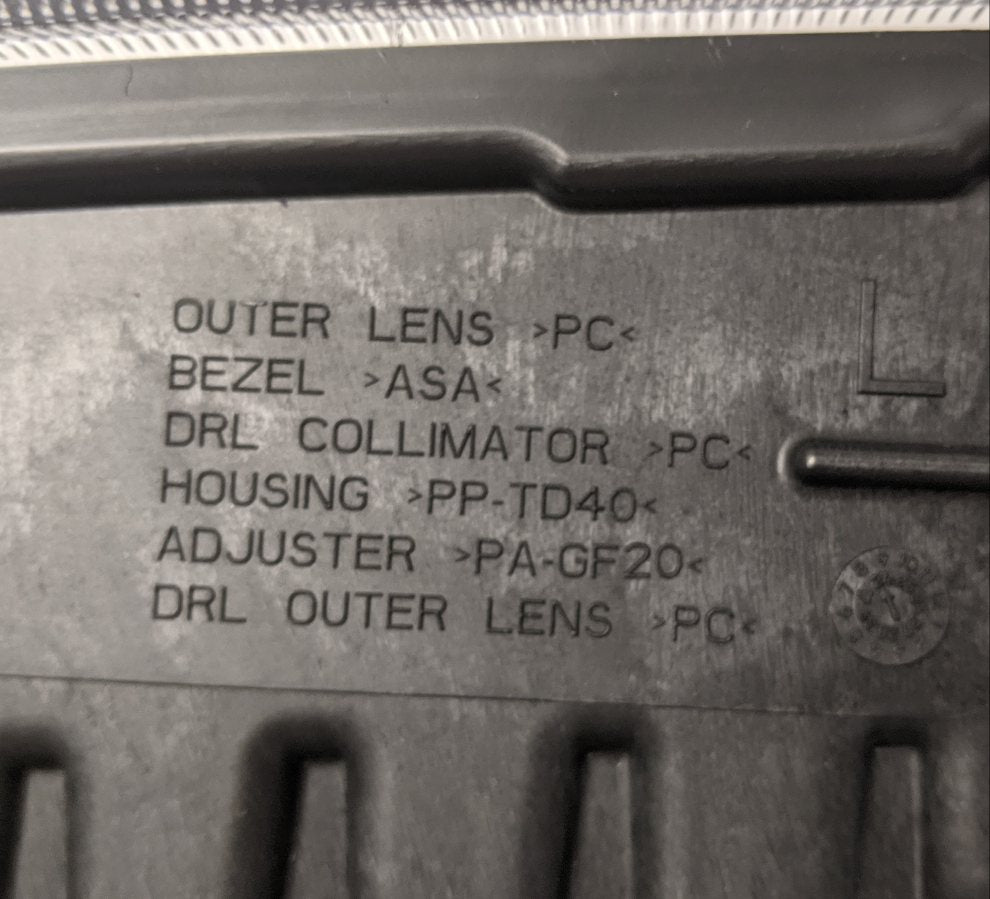 OUTER LENS >PC<
BEZEL >ASA<
DRL COLLIMATOR >PC<
HOUSING >PP-TD40<
ADJUSTER >PA-GF20<
DRL OUTER LENS >PC<
L